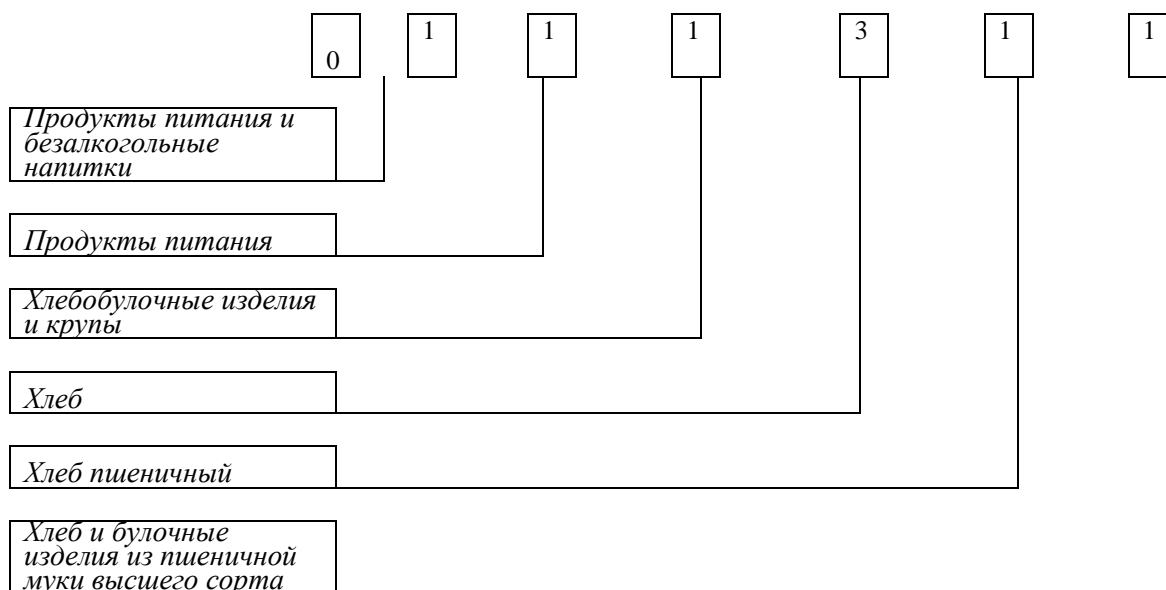 0 1 1 1 3 1 1
Продукты питания и
безалкогольные
напитки
Продукты питания
Хлебобулочные изделия
и крупы
Хлеб
Хлеб пшеничный
Хлеб и булочные
изделия из пшеничной
муки высшего сорта